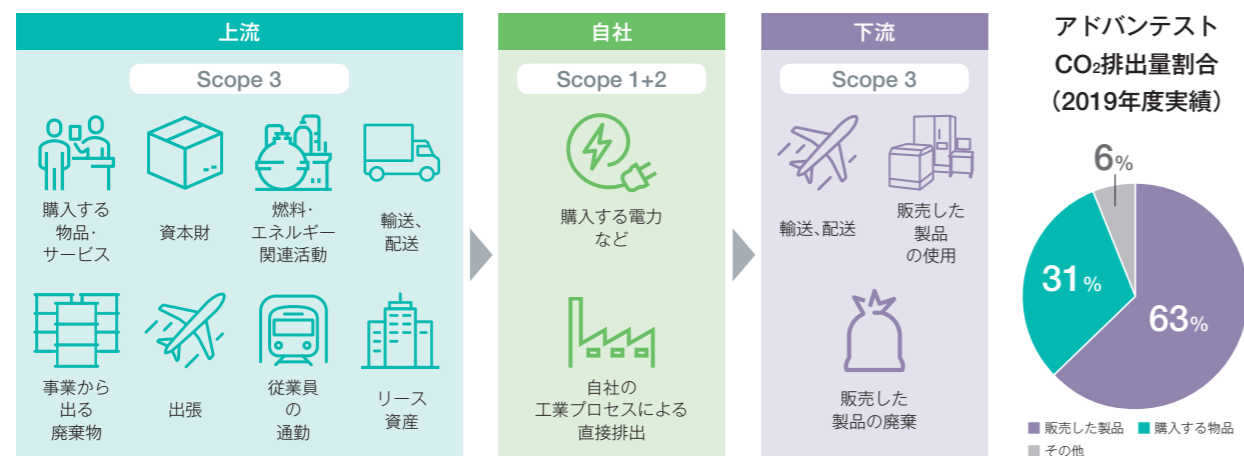 上流
Scope 3
購入する
物品・
サービス
資本財
燃料・
エネルギー
関連活動
輸送、
配送
事業から
出る
廃棄物
出張
従業員
の
通勤
リース
資産
自社
Scope 1+2
購入する電力
など
自社の
工業プロセスによる
直接排出
下流
Scope 3
輸送、配送
販売した
製品
の使用
販売した
製品の廃棄
アドバンテスト
CO₂排出量割合
（2019年度実績）
6%
31%
63%
販売した製品 購入する物品
その他